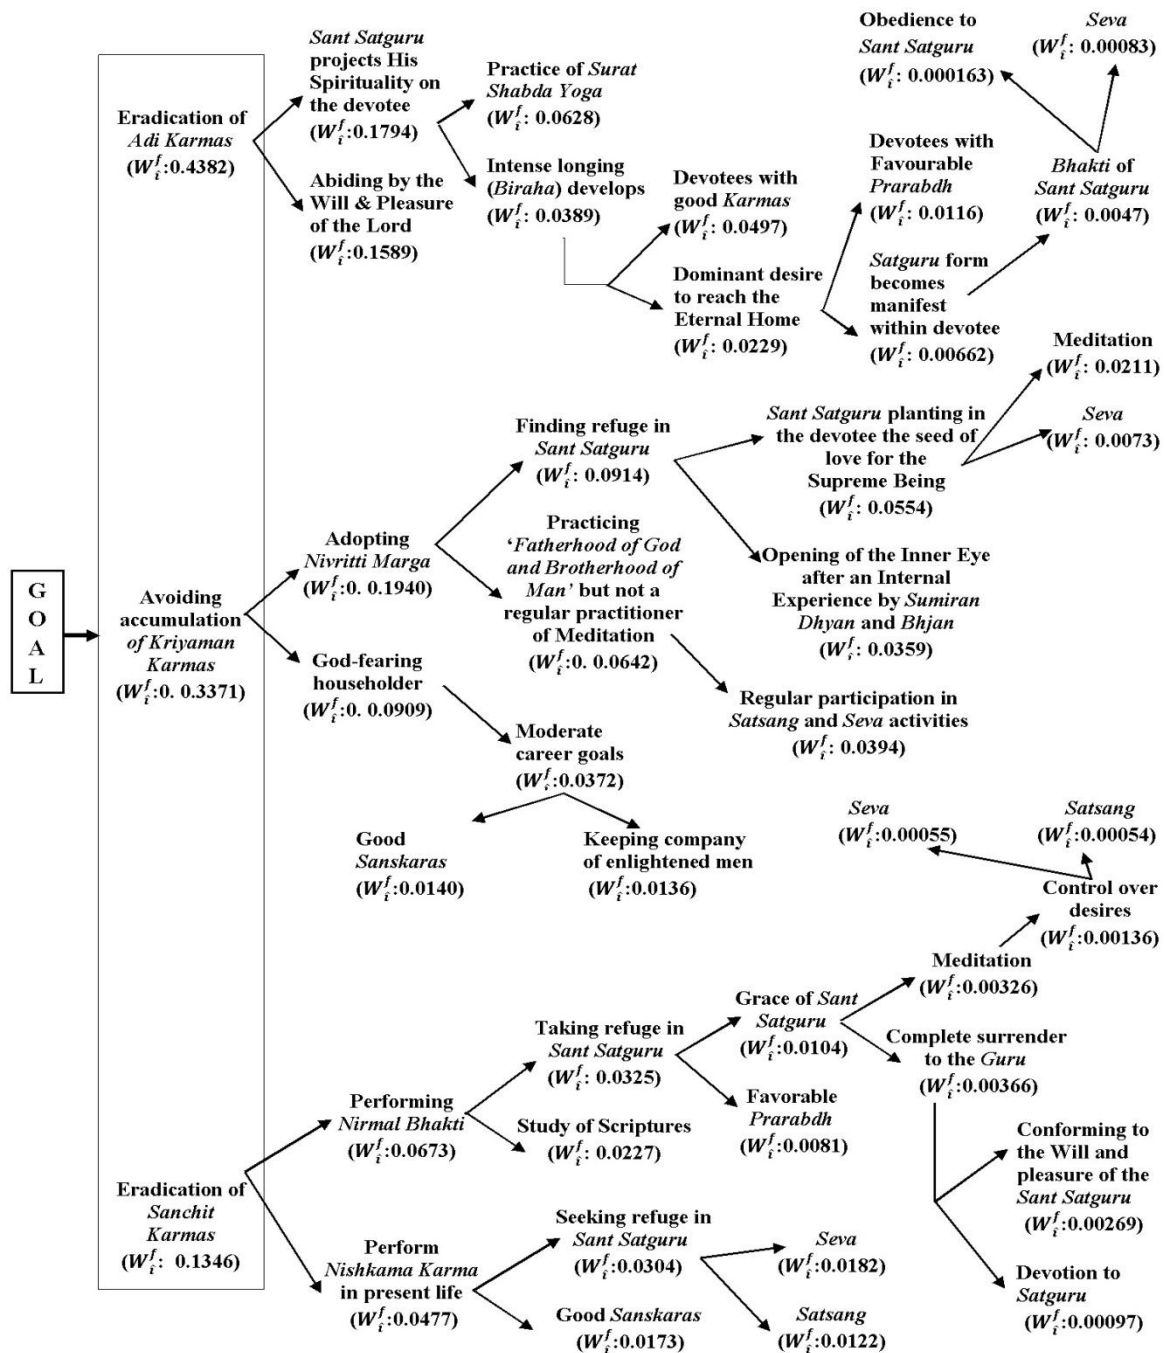 Obedience to
Sant Satguru
(W_i^f: 0.000163)
Seva
(W_i^f: 0.00083)
Sant Satguru
projects His
Spirituality on
the devotee
(W_i^f:0.1794)
Practice of Surat
Shabda Yoga
(W_i^f: 0.0628)
Eradication of
Adi Karmas
(W_i^f:0.4382)
Abiding by the
Will & Pleasure
of the Lord
(W_i^f:0.1589)
Intense longing
(Biraha) develops
(W_i^f: 0.0389)
Devotees with
good Karmas
(W_i^f: 0.0497)
Dominant desire
to reach the
Eternal Home
(W_i^f: 0.0229)
Devotees with
Favourable
Prarabdh
(W_i^f: 0.0116)
Satguru form
becomes
manifest
within devotee
(W_i^f: 0.00662)
Bhakti of
Sant Satguru
(W_i^f: 0.0047)
Meditation
(W_i^f: 0.0211)
Seva
(W_i^f: 0.0073)
Finding refuge in
Sant Satguru
(W_i^f: 0.0914)
Sant Satguru planting in
the devotee the seed of
love for the
Supreme Being
(W_i^f: 0.0554)
Adopting
Nivritti Marga
(W_i^f:0. 0.1940)
Practicing
‘Fatherhood of God
and Brotherhood of
Man’ but not a
regular practitioner
of Meditation
(W_i^f:0. 0.0642)
Opening of the Inner Eye
after an Internal
Experience by Sumiran
Dhyan and Bhjan
(W_i^f: 0.0359)
G
O
A
L
Avoiding
accumulation
of Kriyaman
Karmas
(W_i^f:0. 0.3371)
God-fearing
householder
(W_i^f:0. 0.0909)
Regular participation in
Satsang and Seva activities
(W_i^f: 0.0394)
Moderate
career goals
(W_i^f:0.0372)
Good
Sanskaras
(W_i^f:0.0140)
Keeping company
of enlightened men
(W_i^f:0.0136)
Seva
(W_i^f:0.00055)
Satsang
(W_i^f:0.00054)
Control over
desires
(W_i^f:0.00136)
Meditation
(W_i^f:0.00326)
Grace of Sant
Satguru
(W_i^f:0.0104)
Complete surrender
to the Guru
(W_i^f:0.00366)
Taking refuge in
Sant Satguru
(W_i^f: 0.0325)
Favorable
Prarabdh
(W_i^f:0.0081)
Performing
Nirmal Bhakti
(W_i^f:0.0673)
Study of Scriptures
(W_i^f: 0.0227)
Conforming to
the Will and
pleasure of the
Sant Satguru
(W_i^f:0.00269)
Eradication of
Sanchit
Karmas
(W_i^f: 0.1346)
Seeking refuge in
Sant Satguru
(W_i^f:0.0304)
Seva
(W_i^f:0.0182)
Perform
Nishkama Karma
in present life
(W_i^f:0.0477)
Good Sanskaras
(W_i^f:0.0173)
Satsang
(W_i^f:0.0122)
Devotion to
Satguru
(W_i^f:0.00097)